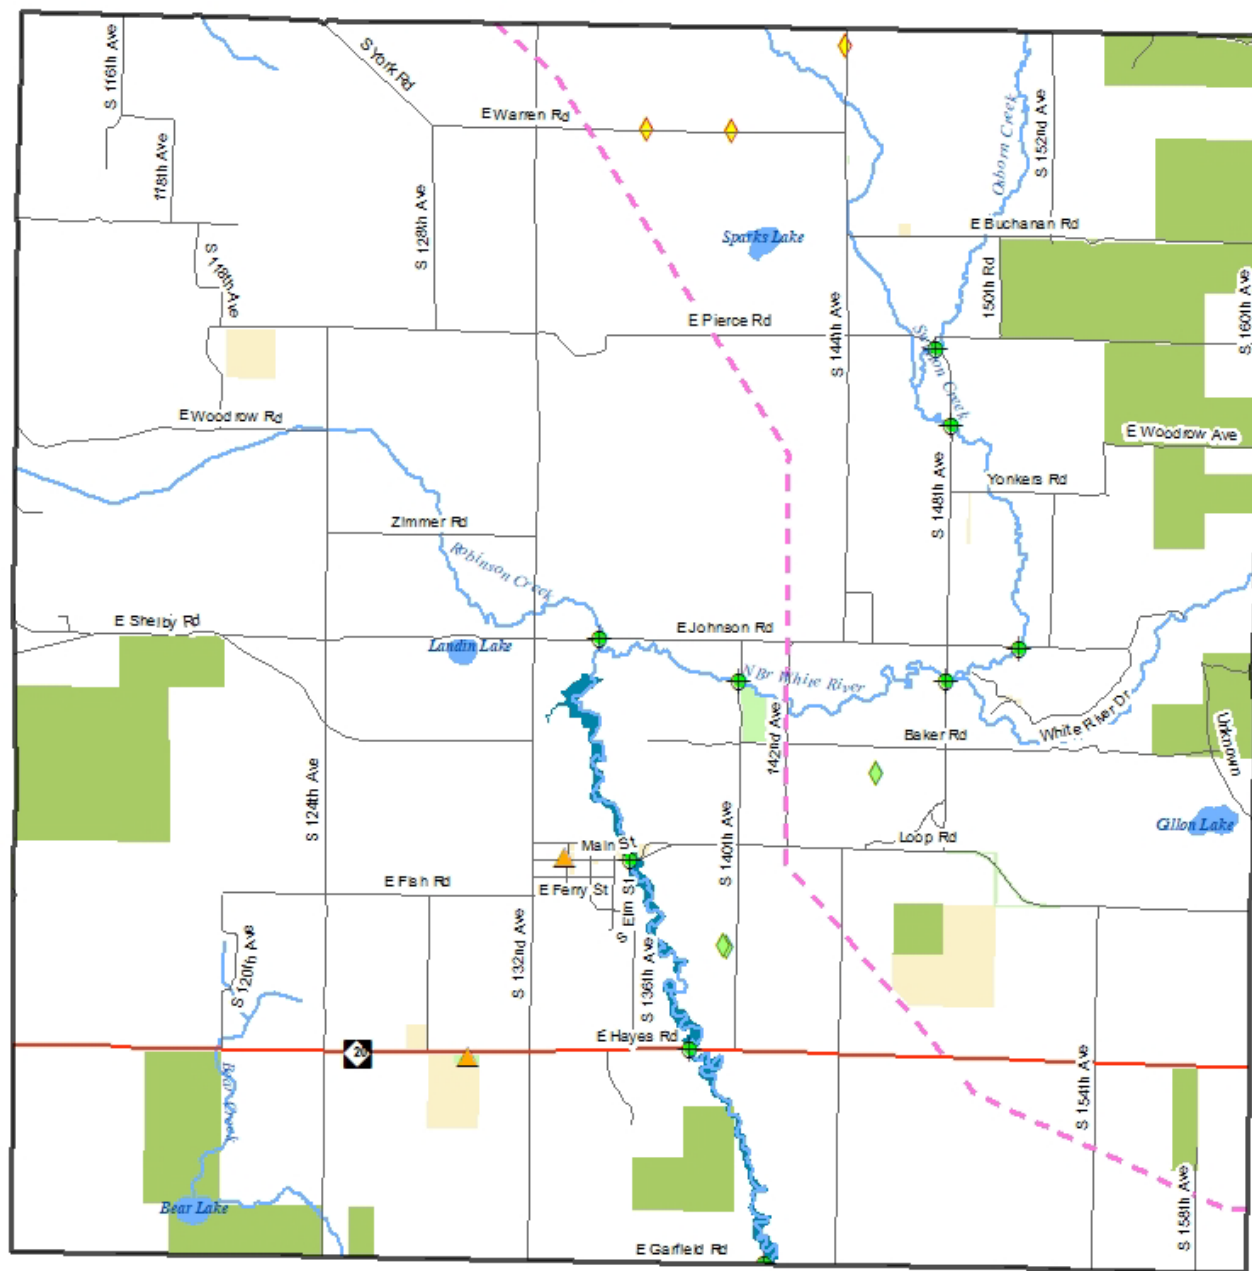 S 116th Ave
S York Rd
E Warren Rd
118th Ave
S 128th Ave
Osborn Creek
S 152nd Ave
E Buchanan Rd
Sparks Lake
S 118th Ave
150th Rd
S 160th Ave
E Pierce Rd
S 144th Ave
Creek
E Woodrow Rd
E Woodrow Ave
S 148th Ave
Yonkers Rd
Zimmer Rd
Robinson Creek
E Shelby Rd
E Johnson Rd
Landin Lake
N Br White River
142nd Ave
White River Dr
Baker Rd
Unknown
S 124th Ave
Gillon Lake
Main St
Loop Rd
S 140th Ave
E Fish Rd
E Ferry St
S Elm St
S 120th Ave
S 132nd Ave
S 136th Ave
E Hayes Rd
20
Bear Creek
S 154th Ave
Bear Lake
S 158th Ave
E Garfield Rd